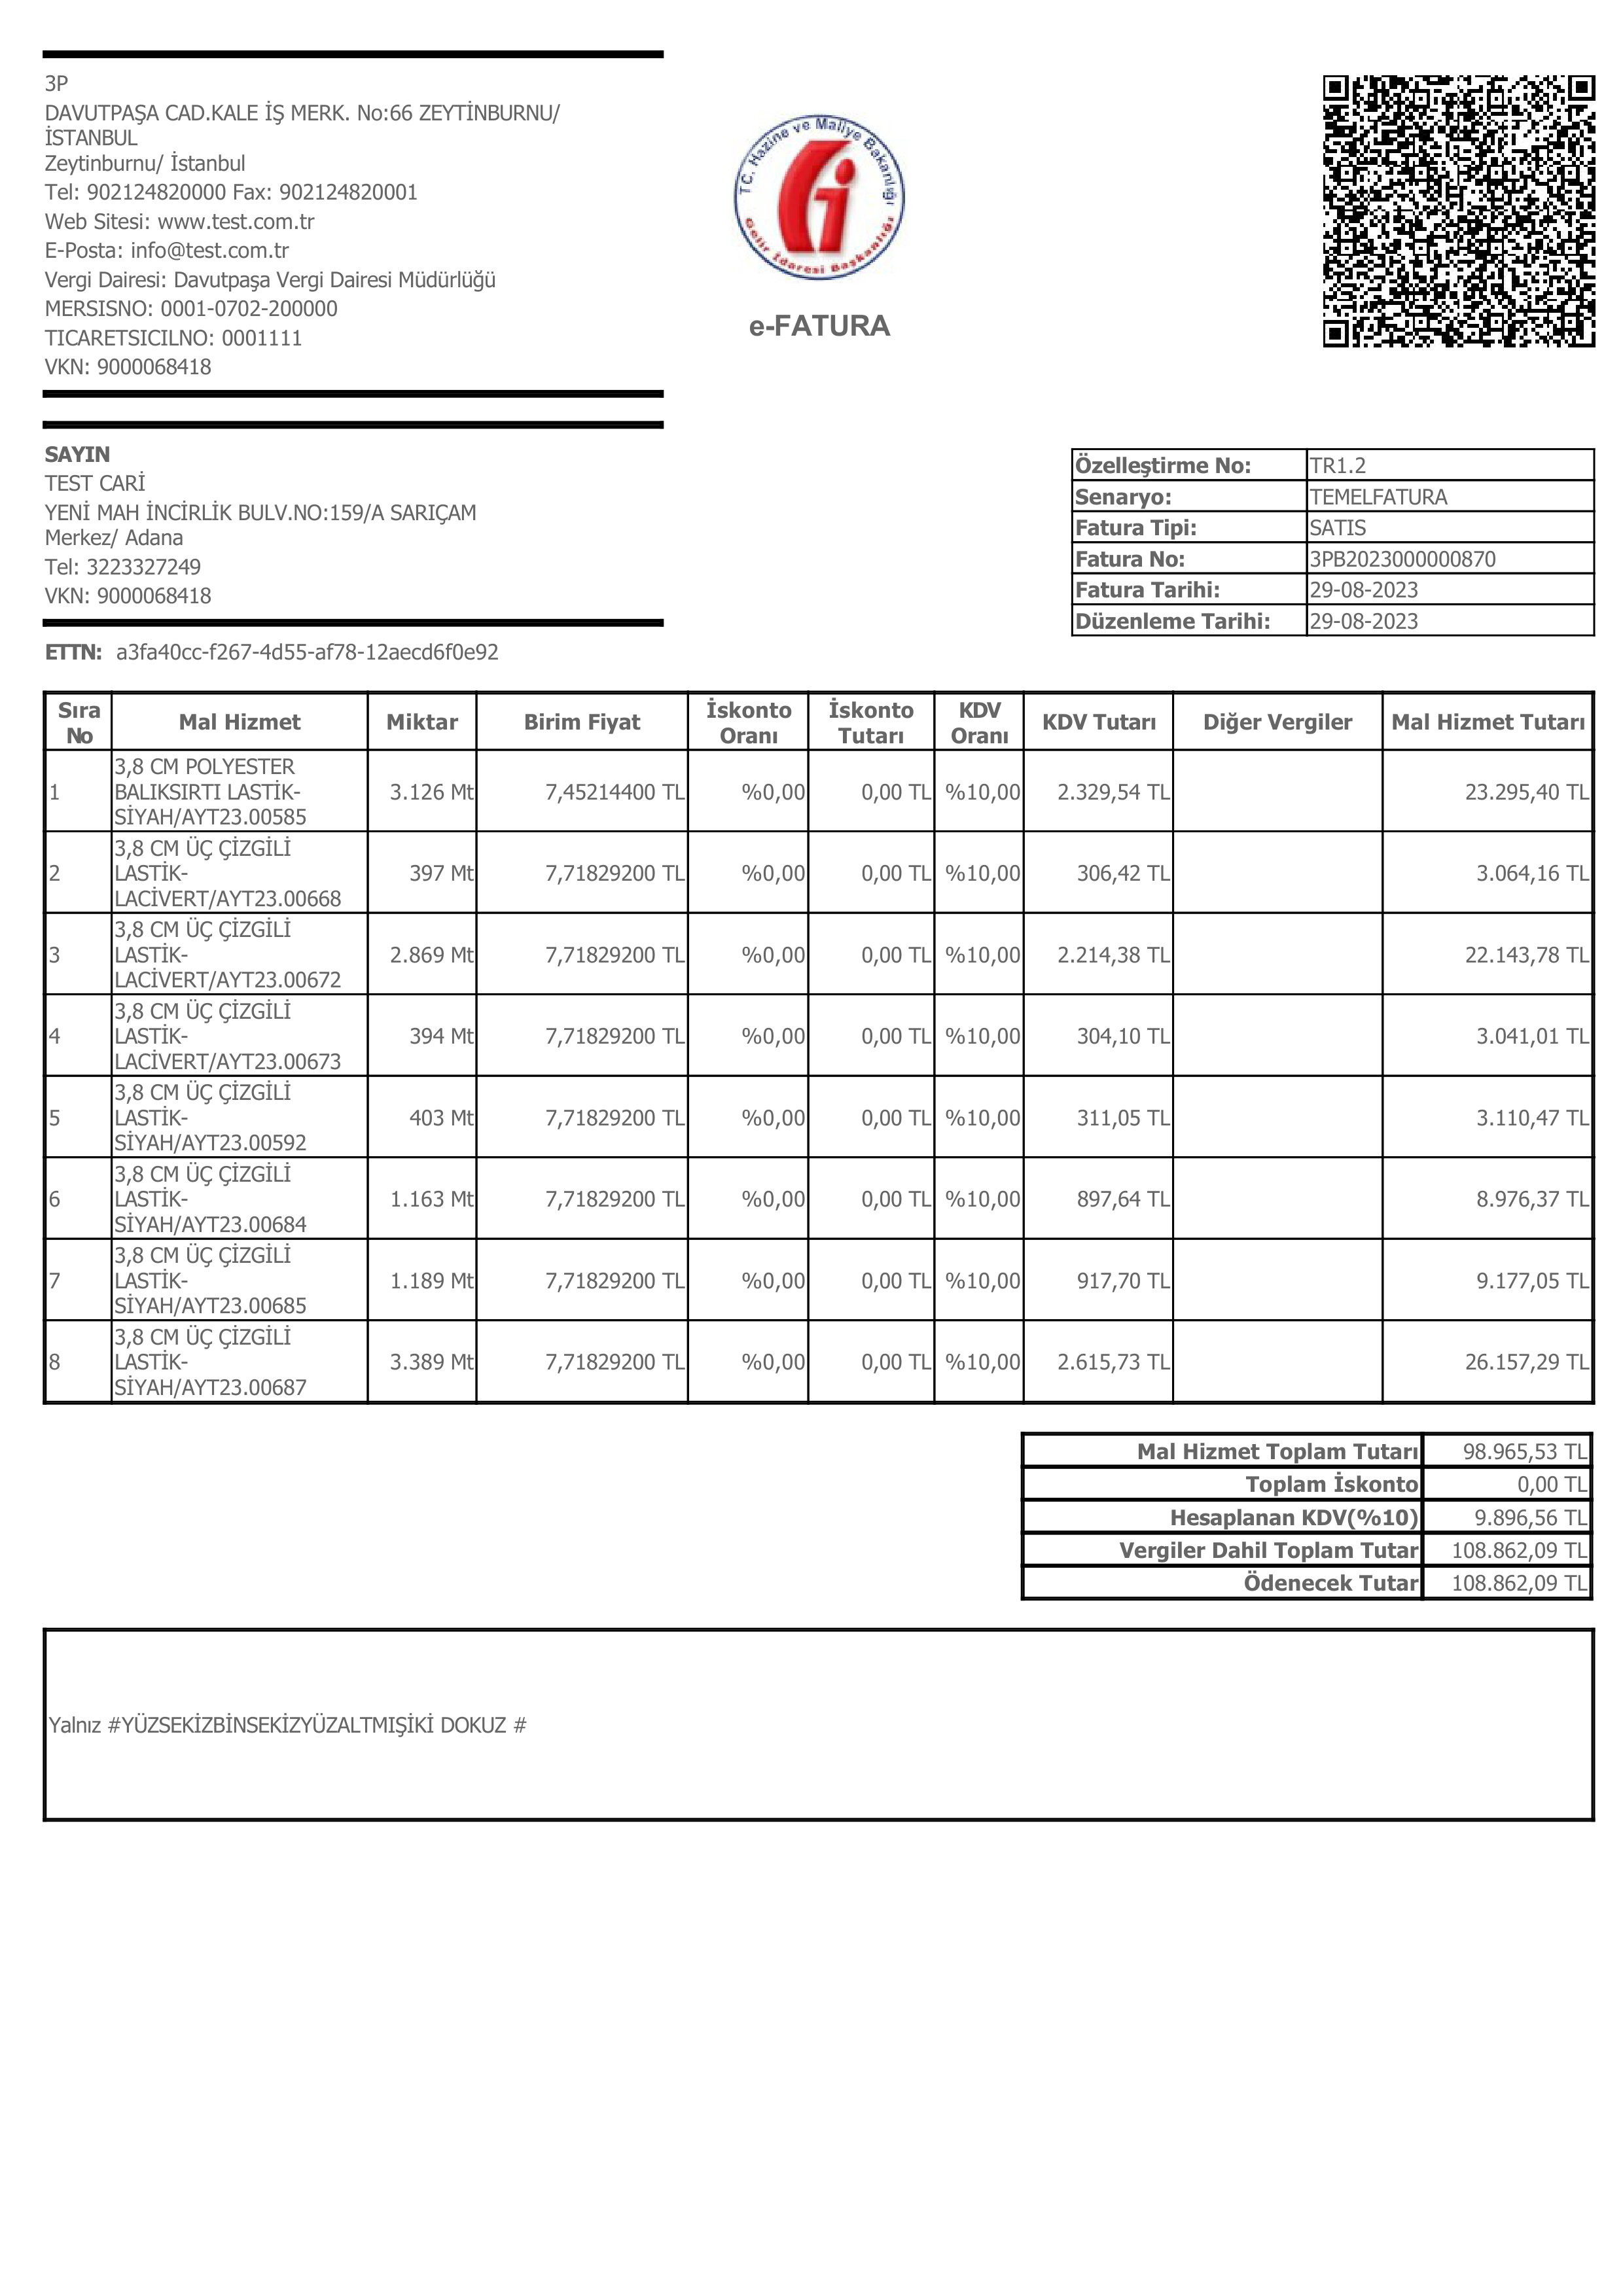 3P
DAVUTPAŞA CAD.KALE İŞ MERK. No:66 ZEYTİNBURNU/
İSTANBUL
Zeytinburnu/ İstanbul
Tel: 902124820000 Fax: 902124820001
Web Sitesi: www.test.com.tr
E-Posta: info@test.com.tr
Vergi Dairesi: Davutpaşa Vergi Dairesi Müdürlüğü
MERSISNO: 0001-0702-200000
TICARETSICILNO: 0001111
VKN: 9000068418
T.C. Hazine ve Maliye Bakanlığı
Gelir İdaresi Başkanlığı
e-FATURA
SAYIN
TEST CARİ
YENİ MAH İNCİRLİK BULV.NO:159/A SARIÇAM
Merkez/ Adana
Tel: 3223327249
VKN: 9000068418
Özelleştirme No: TR1.2
Senaryo: TEMELFATURA
Fatura Tipi: SATIS
Fatura No: 3PB2023000000870
Fatura Tarihi: 29-08-2023
Düzenleme Tarihi: 29-08-2023
ETTN: a3fa40cc-f267-4d55-af78-12aecd6f0e92
Sıra No Mal Hizmet Miktar Birim Fiyat İskonto Oranı İskonto Tutarı KDV Oranı KDV Tutarı Diğer Vergiler Mal Hizmet Tutarı
1 3,8 CM POLYESTER BALIKSIRTI LASTİK-SİYAH/AYT23.00585 3.126 Mt 7,45214400 TL %0,00 0,00 TL %10,00 2.329,54 TL 23.295,40 TL
2 3,8 CM ÜÇ ÇİZGİLİ LASTİK-LACİVERT/AYT23.00668 397 Mt 7,71829200 TL %0,00 0,00 TL %10,00 306,42 TL 3.064,16 TL
3 3,8 CM ÜÇ ÇİZGİLİ LASTİK-LACİVERT/AYT23.00672 2.869 Mt 7,71829200 TL %0,00 0,00 TL %10,00 2.214,38 TL 22.143,78 TL
4 3,8 CM ÜÇ ÇİZGİLİ LASTİK-LACİVERT/AYT23.00673 394 Mt 7,71829200 TL %0,00 0,00 TL %10,00 304,10 TL 3.041,01 TL
5 3,8 CM ÜÇ ÇİZGİLİ LASTİK-SİYAH/AYT23.00592 403 Mt 7,71829200 TL %0,00 0,00 TL %10,00 311,05 TL 3.110,47 TL
6 3,8 CM ÜÇ ÇİZGİLİ LASTİK-SİYAH/AYT23.00684 1.163 Mt 7,71829200 TL %0,00 0,00 TL %10,00 897,64 TL 8.976,37 TL
7 3,8 CM ÜÇ ÇİZGİLİ LASTİK-SİYAH/AYT23.00685 1.189 Mt 7,71829200 TL %0,00 0,00 TL %10,00 917,70 TL 9.177,05 TL
8 3,8 CM ÜÇ ÇİZGİLİ LASTİK-SİYAH/AYT23.00687 3.389 Mt 7,71829200 TL %0,00 0,00 TL %10,00 2.615,73 TL 26.157,29 TL
Mal Hizmet Toplam Tutarı 98.965,53 TL
Toplam İskonto 0,00 TL
Hesaplanan KDV(%10) 9.896,56 TL
Vergiler Dahil Toplam Tutar 108.862,09 TL
Ödenecek Tutar 108.862,09 TL
Yalnız #YÜZSEKİZBİNSEKİZYÜZALTMIŞİKİ DOKUZ #